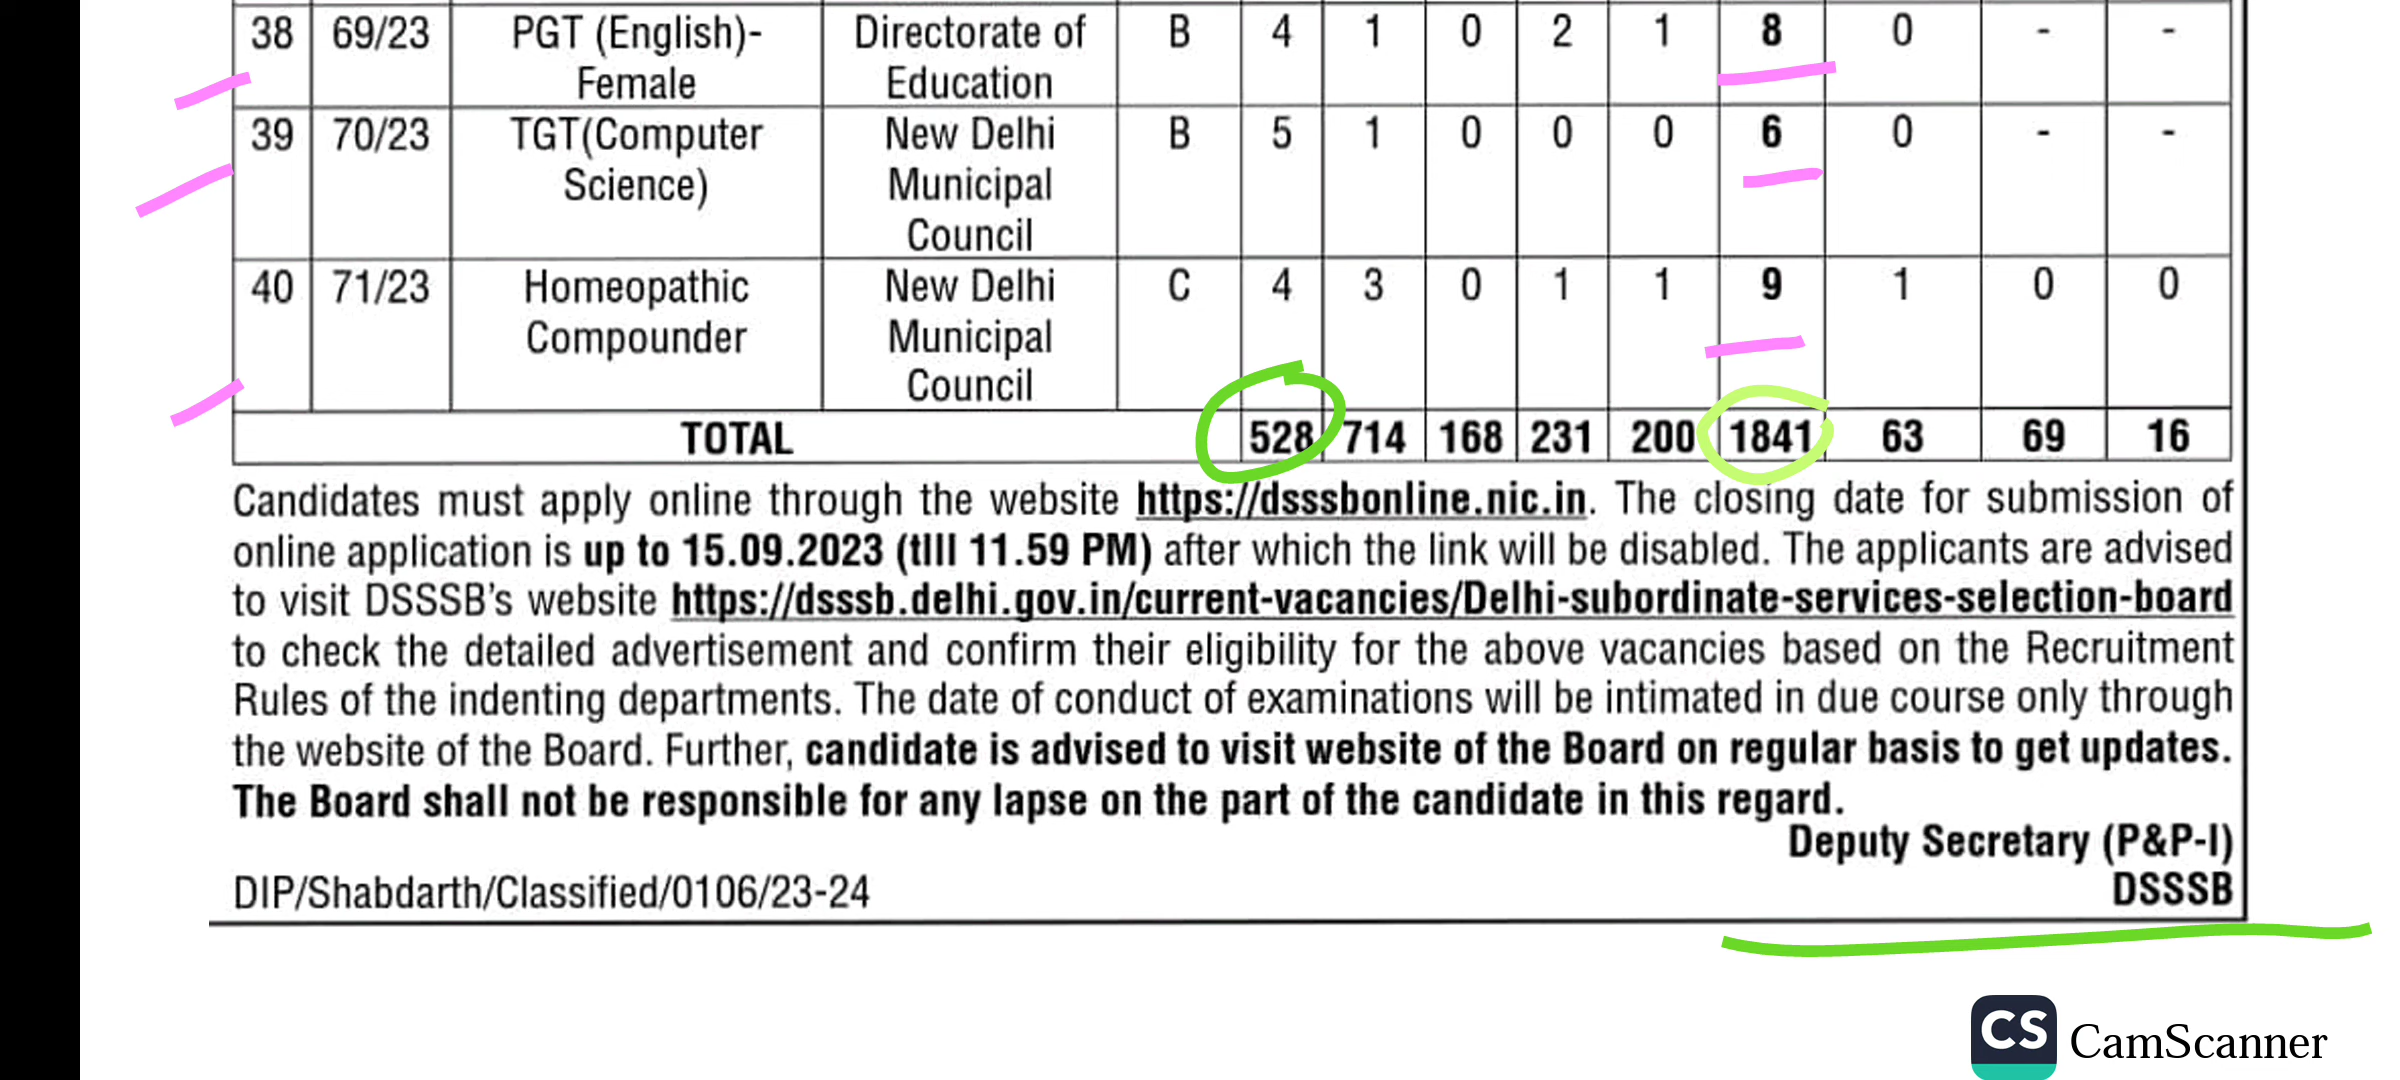 38 69/23 PGT (English)- Directorate of B 4 1 0 2 1 8 0 - -
Female Education
39 70/23 TGT(Computer New Delhi B 5 1 0 0 0 6 0 - -
Science) Municipal
Council
40 71/23 Homeopathic New Delhi C 4 3 0 1 1 9 1 0 0
Compounder Municipal
Council
TOTAL 528 714 168 231 200 1841 63 69 16
Candidates must apply online through the website https://dsssbonline.nic.in. The closing date for submission of
online application is up to 15.09.2023 (till 11.59 PM) after which the link will be disabled. The applicants are advised
to visit DSSSB's website https://dsssb.delhi.gov.in/current-vacancies/Delhi-subordinate-services-selection-board
to check the detailed advertisement and confirm their eligibility for the above vacancies based on the Recruitment
Rules of the indenting departments. The date of conduct of examinations will be intimated in due course only through
the website of the Board. Further, candidate is advised to visit website of the Board on regular basis to get updates.
The Board shall not be responsible for any lapse on the part of the candidate in this regard.
Deputy Secretary (P&P-I)
DIP/Shabdarth/Classified/0106/23-24 DSSSB
CS CamScanner